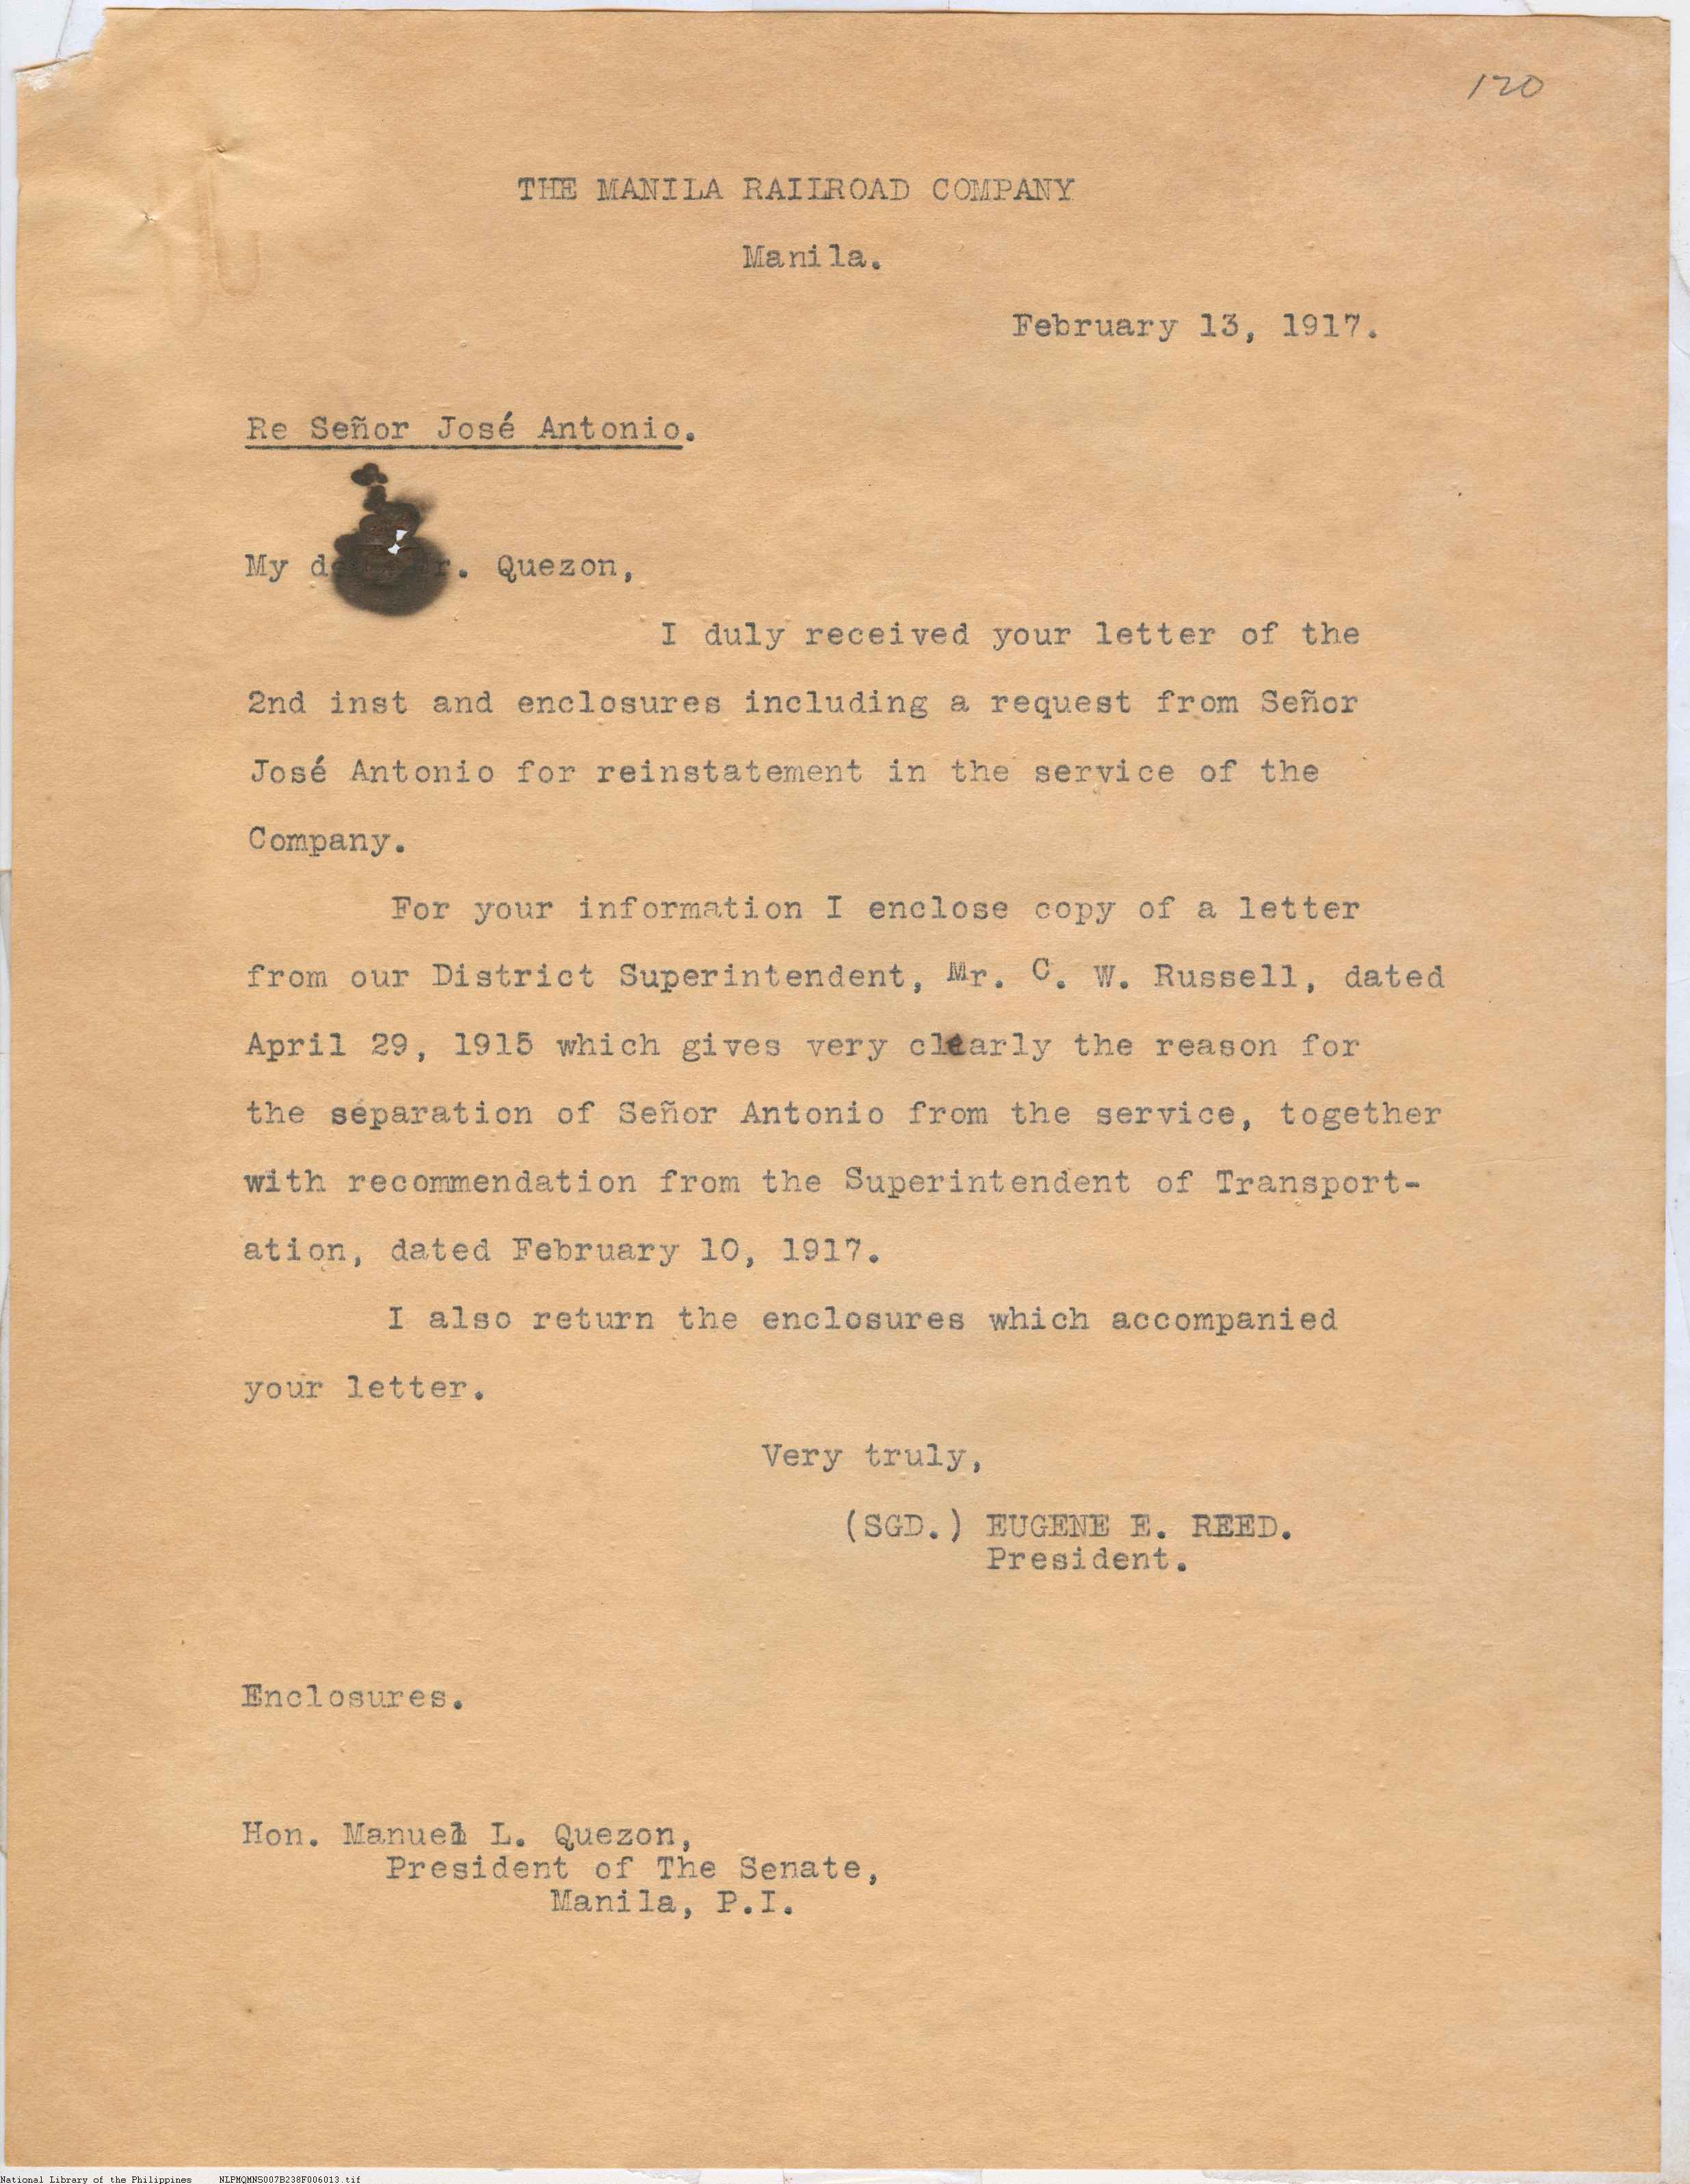 120
THE MANILA RAILROAD COMPANY
Manila.
February 13, 1917.
Re Señor José Antonio.
My dear Mr. Quezon,
I duly received your letter of the
2nd inst and enclosures including a request from Señor
José Antonio for reinstatement in the service of the
Company.
For your information I enclose copy of a letter
from our District Superintendent, Mr. C. W. Russell, dated
April 29, 1915 which gives very clearly the reason for
the separation of Señor Antonio from the service, together
with recommendation from the Superintendent of Transport-
ation, dated February 10, 1917.
I also return the enclosures which accompanied
your letter.
Very truly,
(SGD.) EUGENE E. REED.
President.
Enclosures.
Hon. Manuel L. Quezon,
President of The Senate,
Manila, P.I.
National Library of the Philippines NLPMQMNS007B238F006013.tif